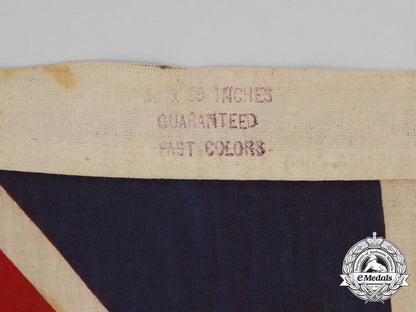 X INCHES
GUARANTEED
FAST COLORS
eMedals